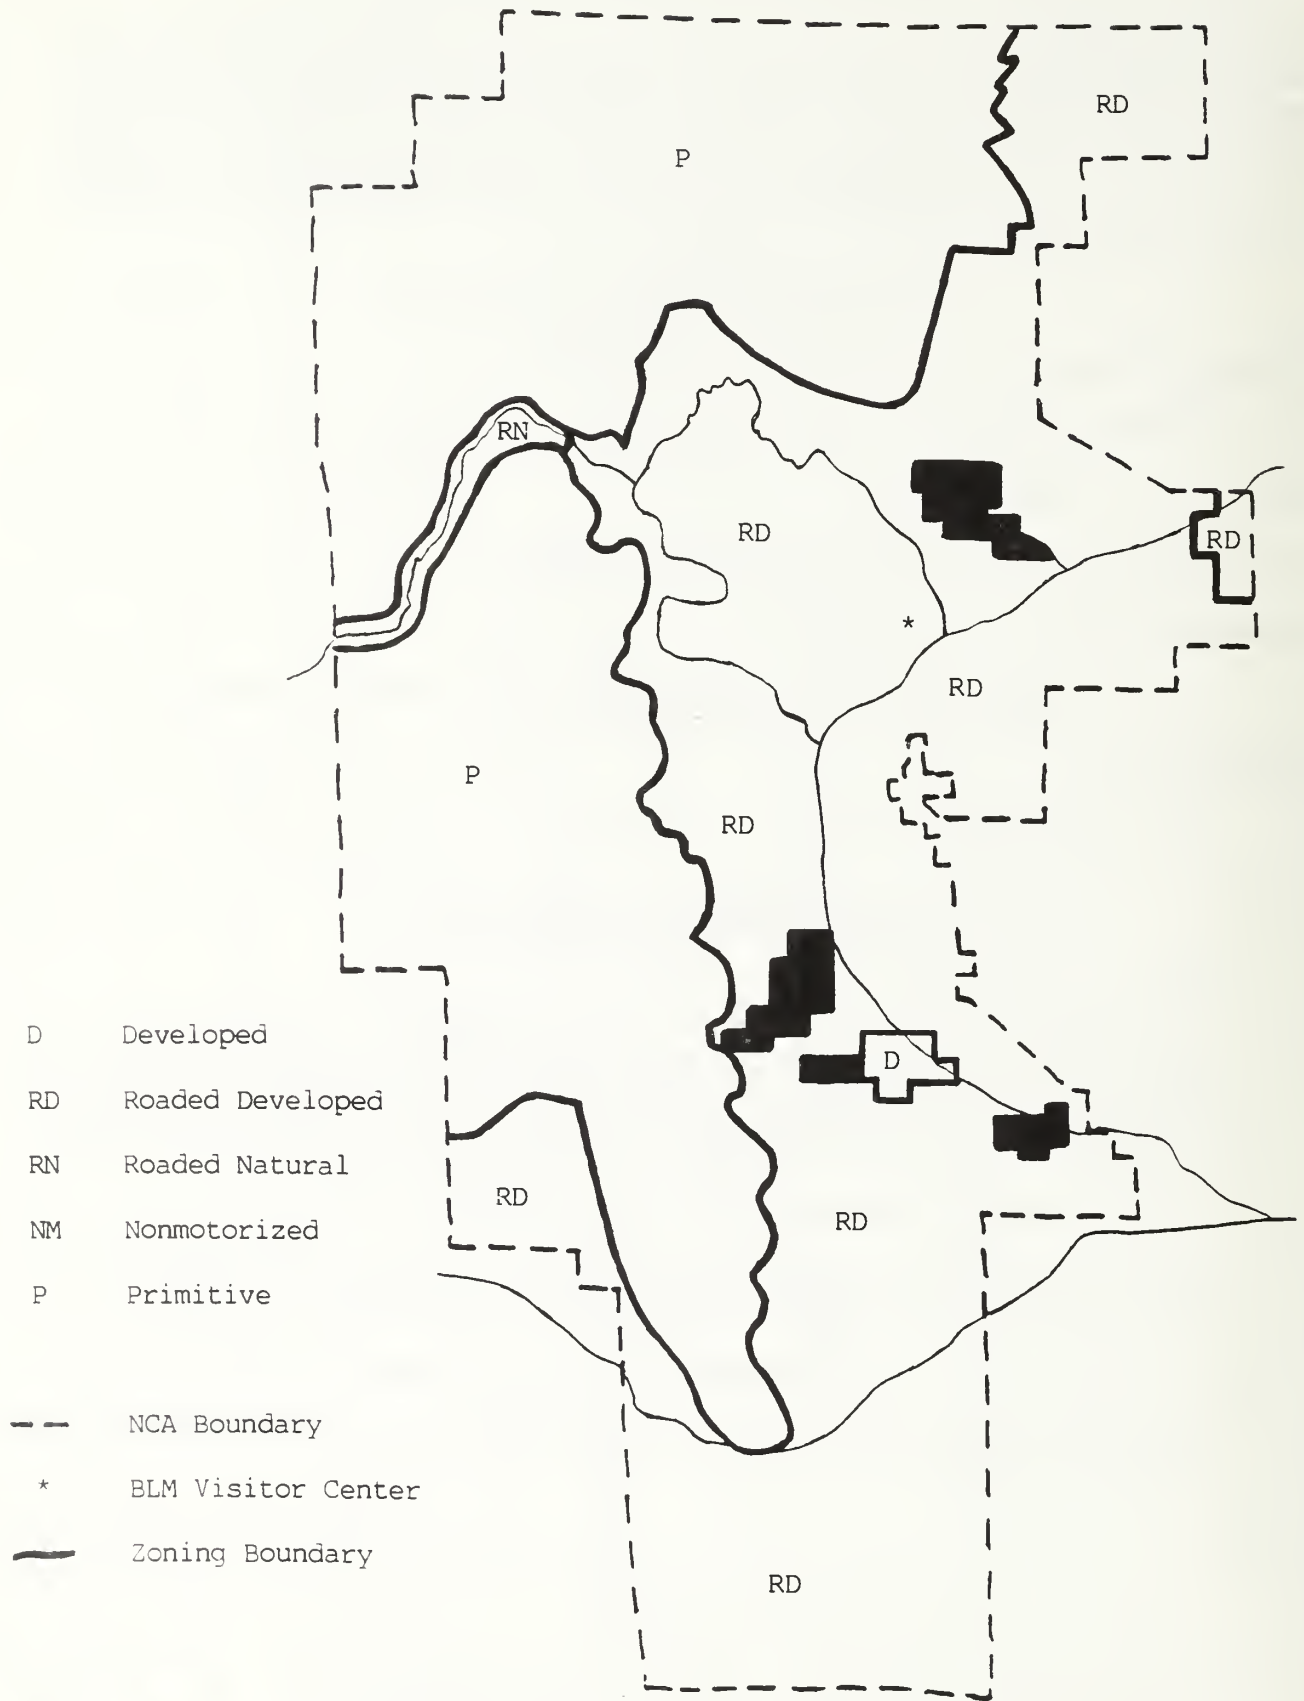 RD
P
RN
RD
RD
RD
P
RD
D
RD
RD
RD
D Developed
RD Roaded Developed
RN Roaded Natural
NM Nonmotorized
P Primitive
NCA Boundary
* BLM Visitor Center
Zoning Boundary